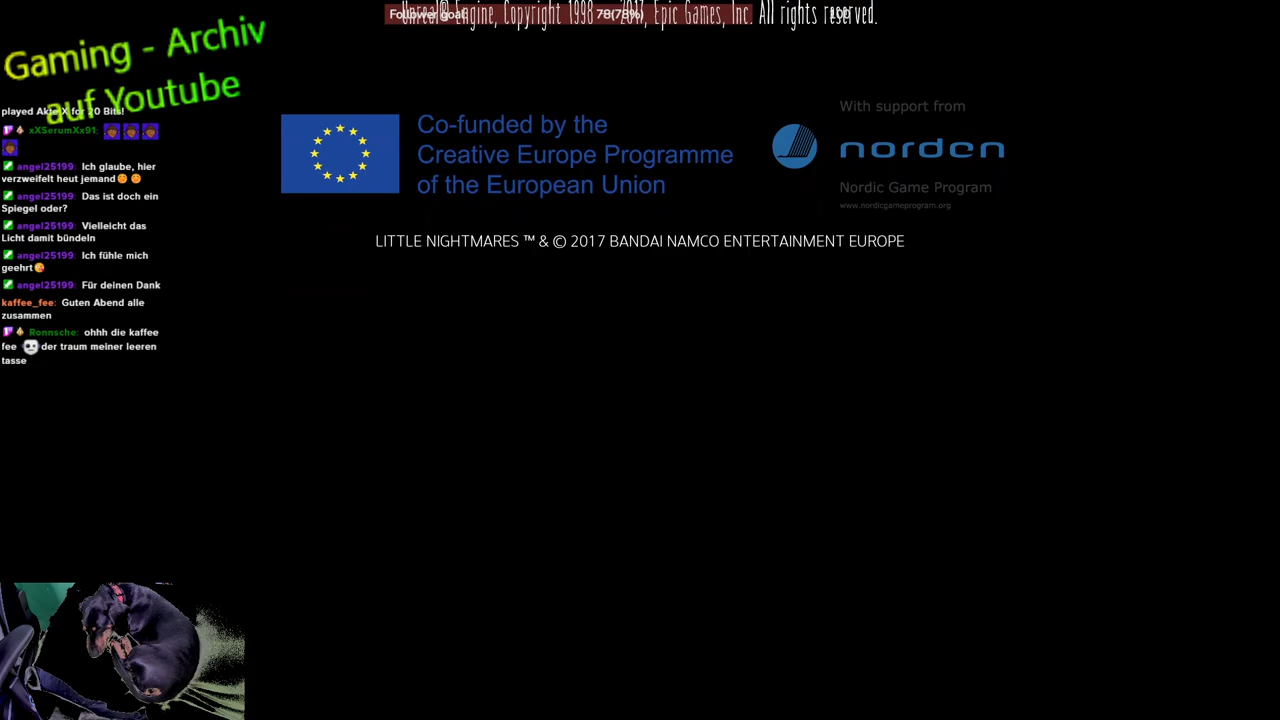 Unreal® Engine, Copyright 1998 – 2017, Epic Games, Inc. All rights reserved.
Follower goal: 78(78%)
Gaming - Archiv
auf Youtube
played Akte X for 20 Bits!
xXSerumXx91:
angel25199: Ich glaube, hier
verzweifelt heut jemand
angel25199: Das ist doch ein
Spiegel oder?
angel25199: Vielleicht das
Licht damit bündeln
angel25199: Ich fühle mich
geehrt
angel25199: Für deinen Dank
kaffee_fee: Guten Abend alle
zusammen
Ronnsche: ohhh die kaffee
fee der traum meiner leeren
tasse
Co-funded by the
Creative Europe Programme
of the European Union
With support from
norden
Nordic Game Program
www.nordicgameprogram.org
LITTLE NIGHTMARES ™ & © 2017 BANDAI NAMCO ENTERTAINMENT EUROPE